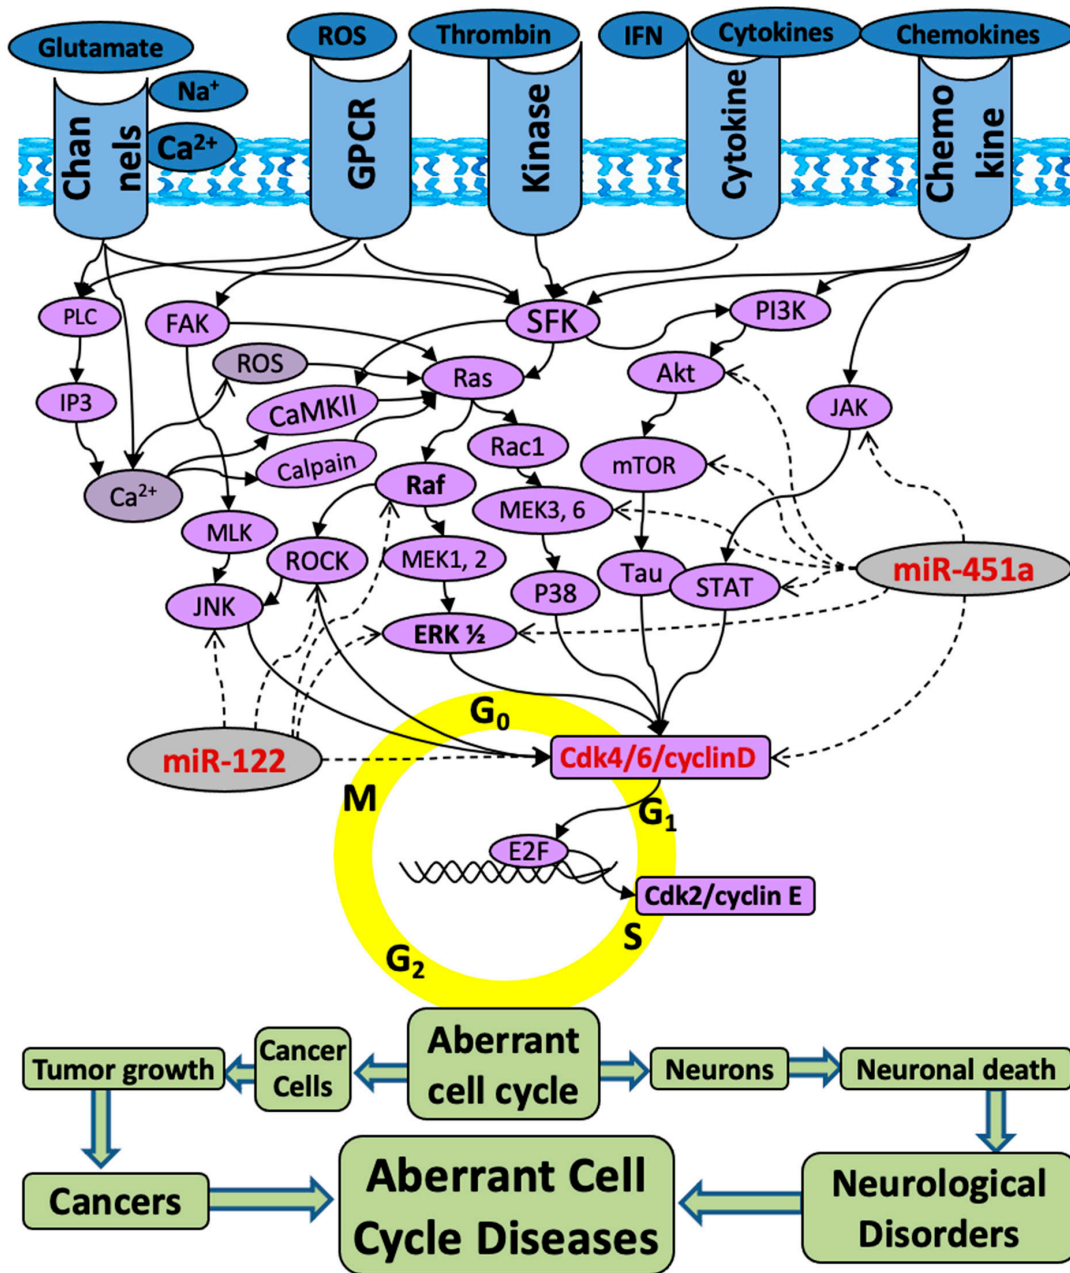 Glutamate
ROS
Thrombin
IFN
Cytokines
Chemokines
Na⁺
Ca²⁺
Chan
nels
GPCR
Kinase
Cytokine
Chemo
kine
PLC
FAK
SFK
PI3K
ROS
Ras
Akt
IP3
CaMKII
JAK
Calpain
Rac1
mTOR
Ca²⁺
Raf
MEK3, 6
MLK
ROCK
MEK1, 2
Tau
STAT
miR-451a
JNK
P38
ERK ½
G₀
miR-122
Cdk4/6/cyclinD
M
G₁
E2F
Cdk2/cyclin E
S
G₂
Tumor growth
Cancer
Cells
Aberrant
cell cycle
Neurons
Neuronal death
Cancers
Aberrant Cell
Cycle Diseases
Neurological
Disorders